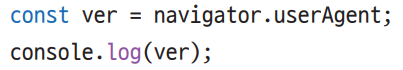 const ver = navigator.userAgent;
console.log(ver);